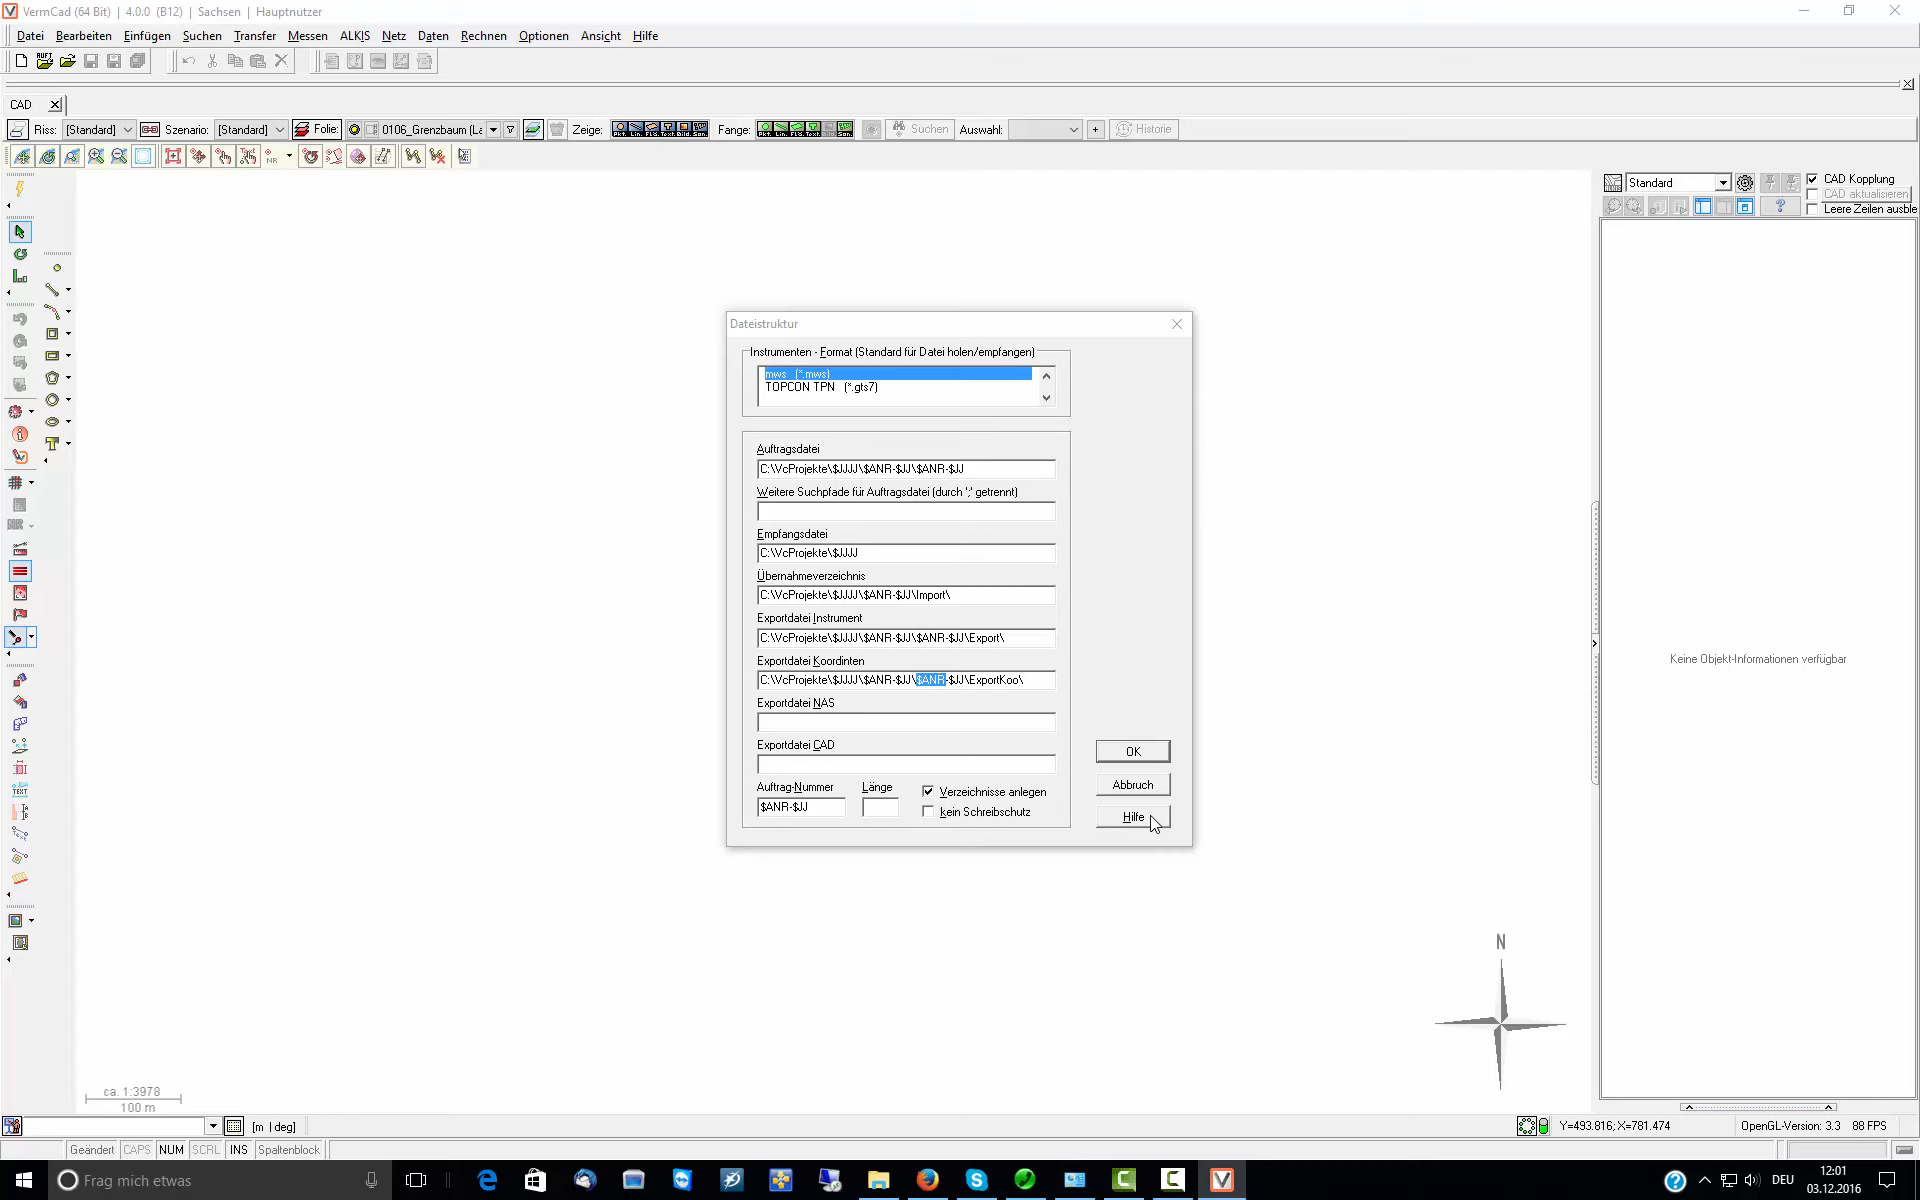 VermCad (64 Bit) | 4.0.0 (B12) | Sachsen | Hauptnutzer
Datei Bearbeiten Einfügen Suchen Transfer Messen ALKIS Netz Daten Rechnen Optionen Ansicht Hilfe
CAD
Riss: [Standard] Szenario: [Standard] Folie: 0106_Grenzbaum (La Zeige: Fange: Suchen Auswahl: + Historie
Standard
CAD Kopplung
CAD aktualisieren
Leere Zeilen ausble
Dateistruktur
Instrumenten - Format (Standard für Datei holen/empfangen)
mws (*.mws)
TOPCON TPN (*.gts7)
Auftragsdatei
C:\VcProjekte\$JJJJ\$ANR-$JJ\$ANR-$JJ
Weitere Suchpfade für Auftragsdatei (durch ';' getrennt)
Empfangsdatei
C:\VcProjekte\$JJJJ
Übernahmeverzeichnis
C:\VcProjekte\$JJJJ\$ANR-$JJ\Import\
Exportdatei Instrument
C:\VcProjekte\$JJJJ\$ANR-$JJ\$ANR-$JJ\Export\
Exportdatei Koordinten
C:\VcProjekte\$JJJJ\$ANR-$JJ\$ANR-$JJ\ExportKoo\
Exportdatei NAS
Exportdatei CAD
Auftrag-Nummer Länge
$ANR-$JJ
Verzeichnisse anlegen
kein Schreibschutz
OK
Abbruch
Hilfe
Keine Objekt-Informationen verfügbar
N
ca. 1:3978
100 m
[m | deg]
Y=493.816; X=781.474
OpenGL-Version: 3.3 88 FPS
Geändert CAPS NUM SCRL INS Spaltenblock
Frag mich etwas
DEU
12:01
03.12.2016